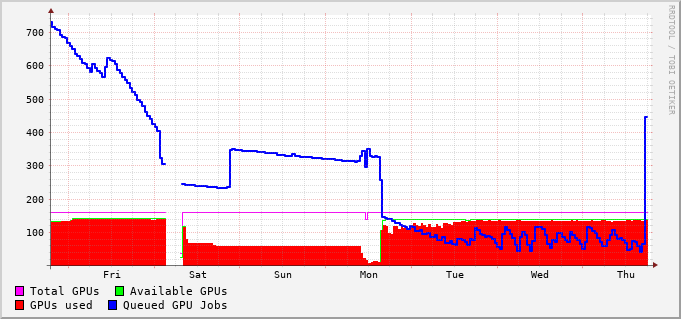 RRDTOOL / TOBI OETIKER
700
600
500
400
300
200
100
Fri Sat Sun Mon Tue Wed Thu
Total GPUs Available GPUs
GPUs used Queued GPU Jobs